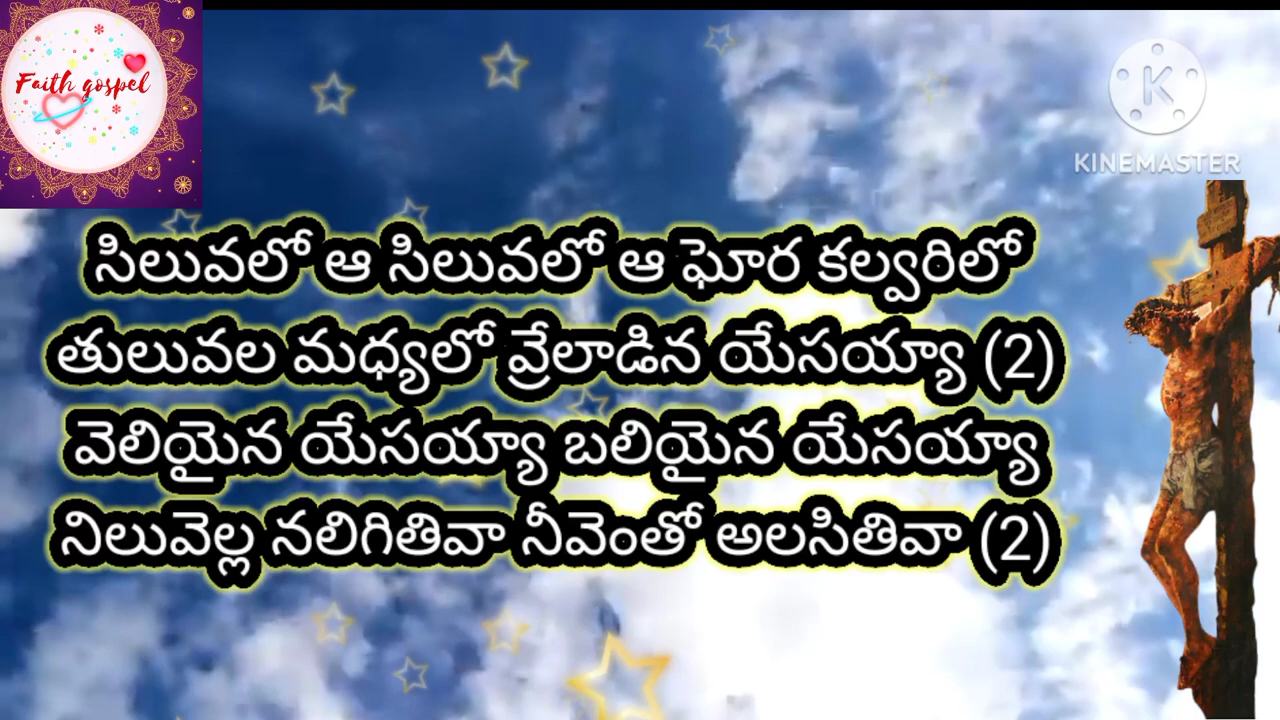 Faith gospel
KINEMASTER
సిలువలో ఆ సిలువలో ఆ ఘోర కల్వరిలో
తులువల మధ్యలో వ్రేలాడిన యేసయ్యా (2)
వెలియైన యేసయ్యా బలియైన యేసయ్యా
నిలువెల్ల నలిగితివా నీవెంతో అలసితివా (2)